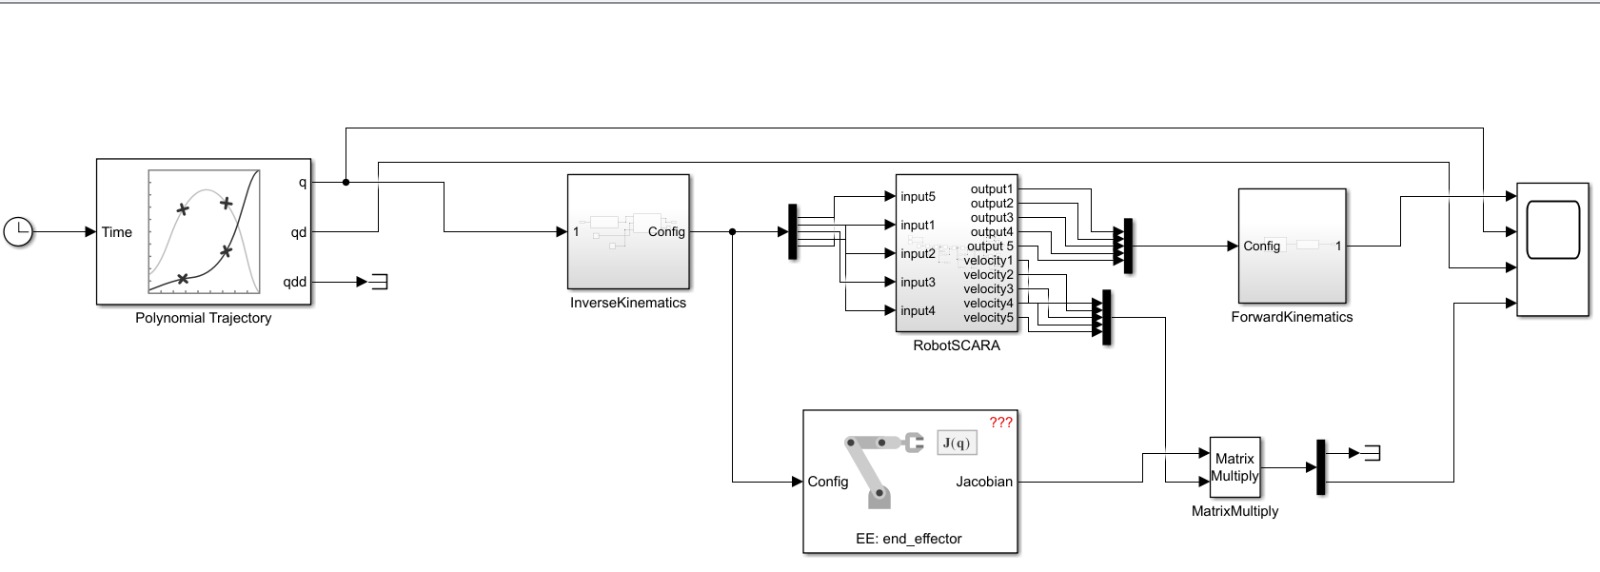 Time
q
qd
qdd
Polynomial Trajectory
1
Config
InverseKinematics
input5
input1
input2
input3
input4
output1
output2
output3
output4
output 5
velocity1
velocity2
velocity3
velocity4
velocity5
RobotSCARA
Config
1
ForwardKinematics
???
J(q)
Config
Jacobian
EE: end_effector
Matrix
Multiply
MatrixMultiply